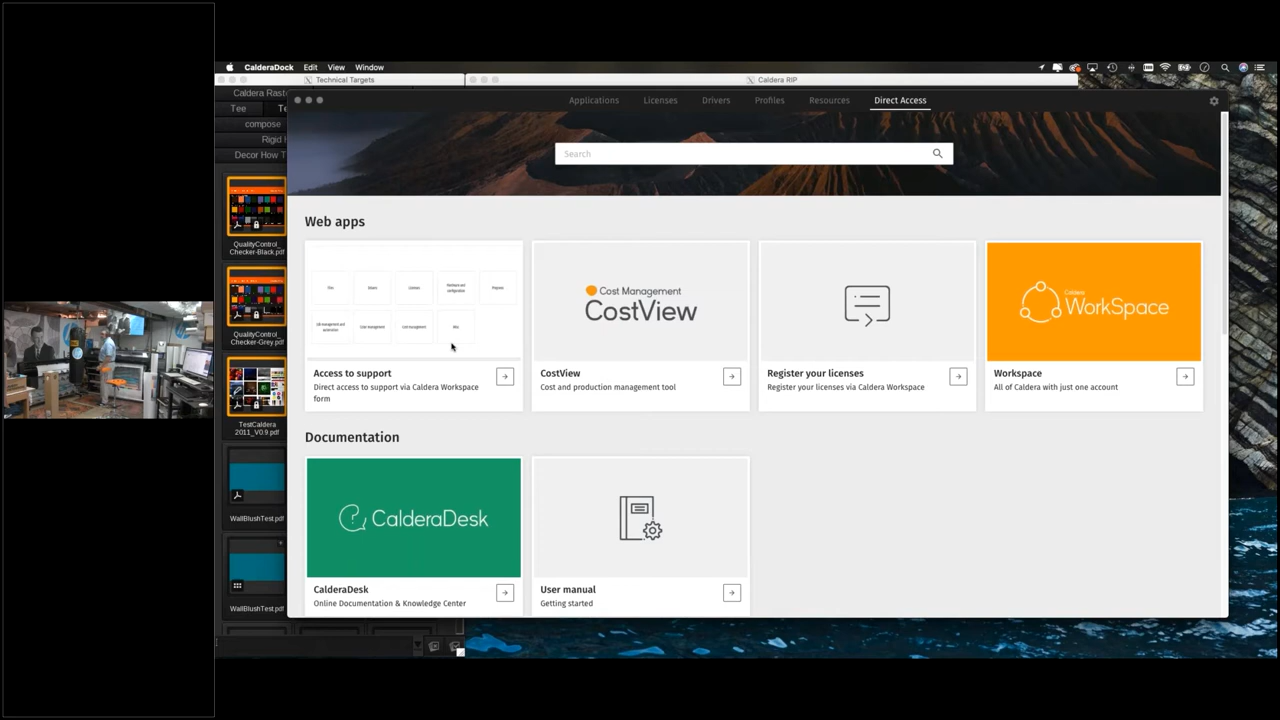 CalderaDock Edit View Window
Technical Targets
Caldera RIP
Caldera Rast
Tee
compose
Rigid H
Decor How T
QualityControl_
Checker-Black.pdf
QualityControl_
Checker-Grey.pdf
TestCaldera
2011_V0.9.pdf
WallBlushTest.pdf
WallBlushTest.pdf
Applications Licenses Drivers Profiles Resources Direct Access
Search
Web apps
Access to support
Direct access to support via Caldera Workspace
form
Cost Management
CostView
CostView
Cost and production management tool
Register your licenses
Register your licenses via Caldera Workspace
Caldera
WorkSpace
Workspace
All of Caldera with just one account
Documentation
CalderaDesk
CalderaDesk
Online Documentation & Knowledge Center
User manual
Getting started